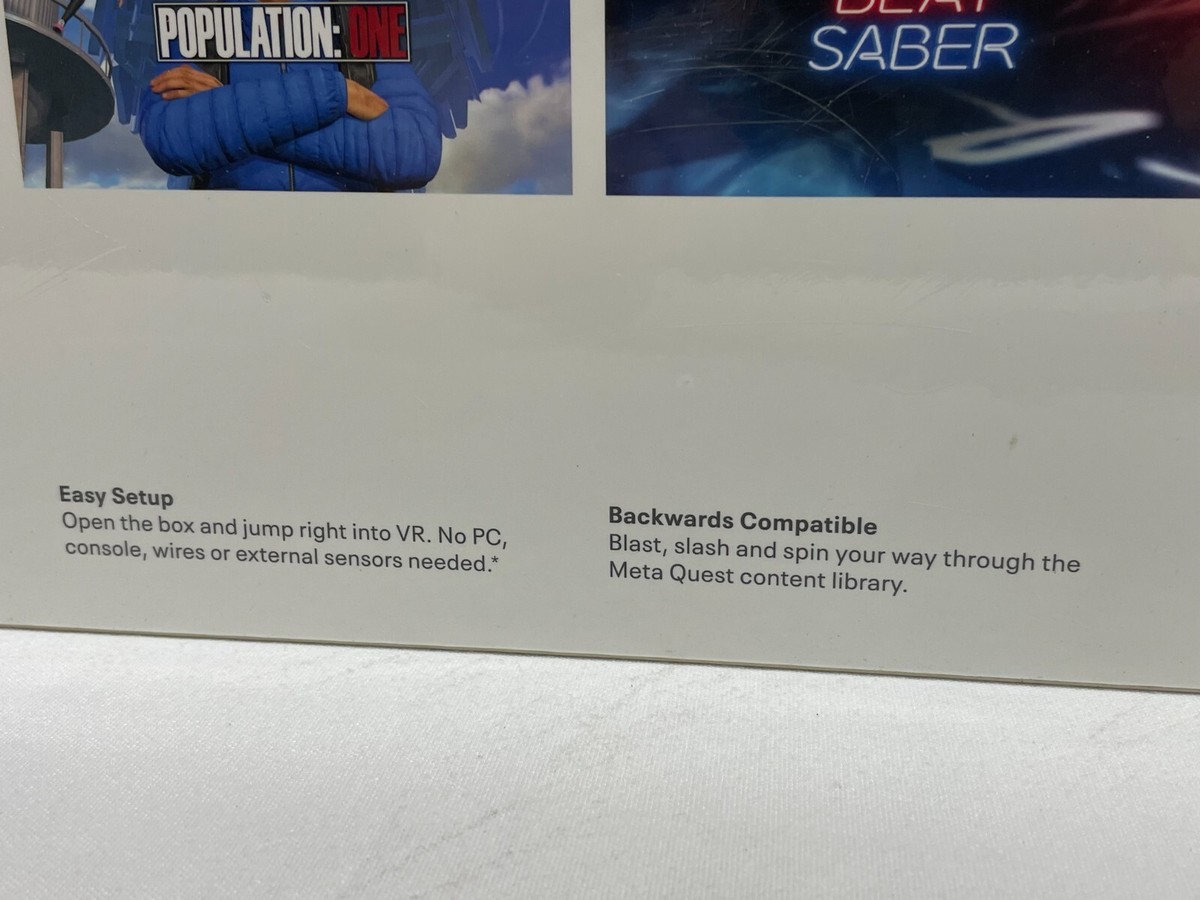 POPULATION: ONE
BEAT
SABER
Easy Setup
Open the box and jump right into VR. No PC,
console, wires or external sensors needed.*
Backwards Compatible
Blast, slash and spin your way through the
Meta Quest content library.